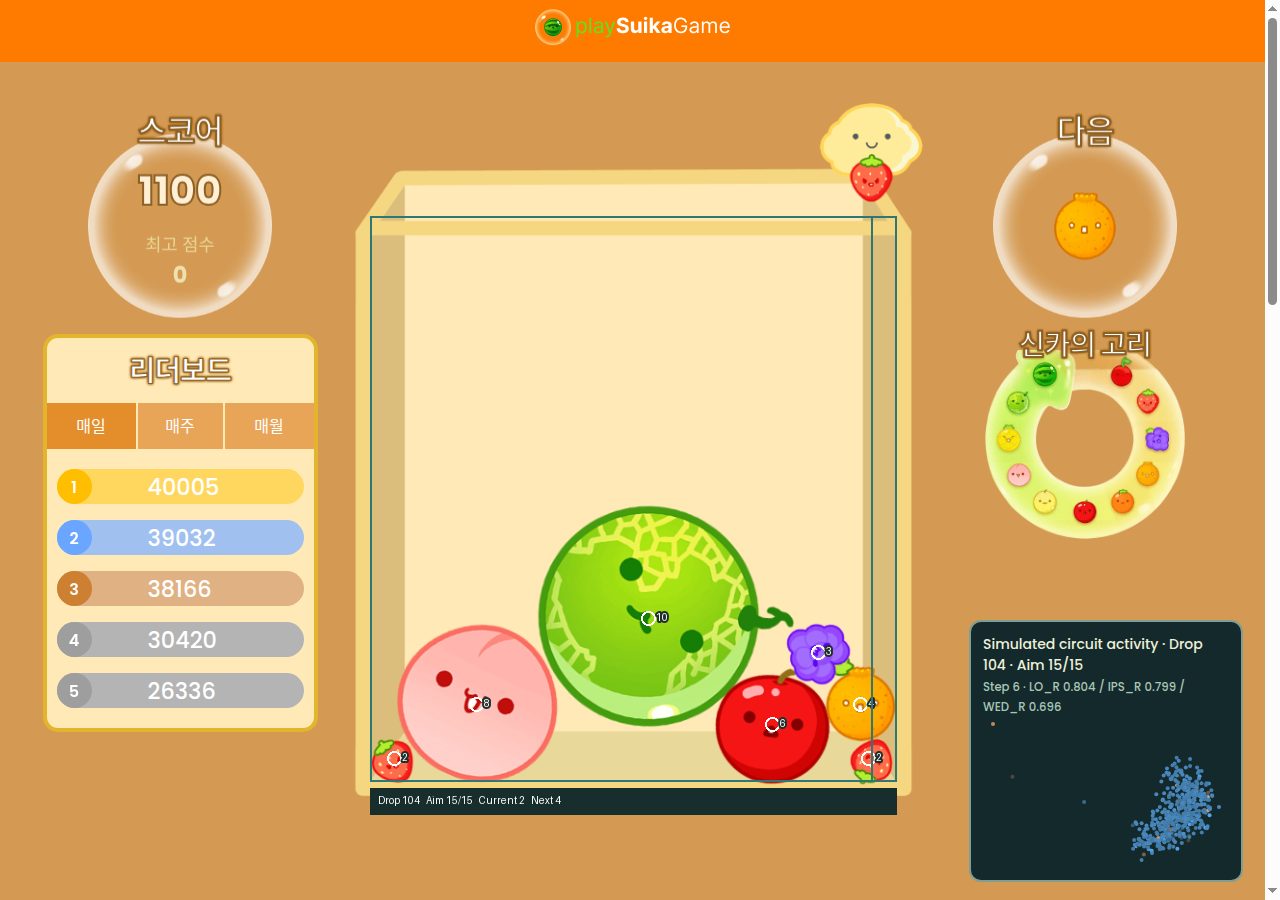 playSuikaGame
스코어
1100
최고 점수
0
다음
리더보드
매일 매주 매월
1 40005
2 39032
3 38166
4 30420
5 26336
신카의 고리
10
3
8
4
6
2
2
Drop 104 Aim 15/15 Current 2 Next 4
Simulated circuit activity · Drop
104 · Aim 15/15
Step 6 · LO_R 0.804 / IPS_R 0.799 /
WED_R 0.696